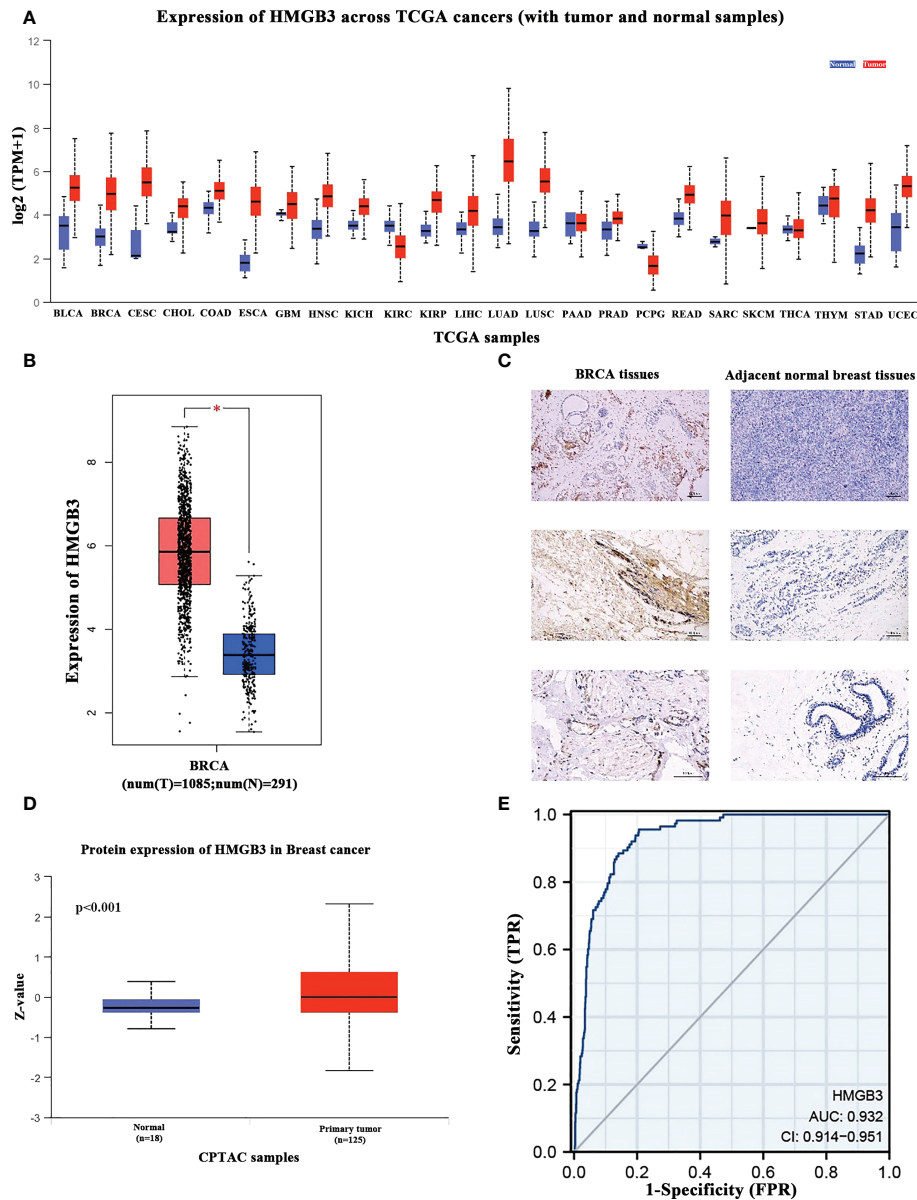 A
Expression of HMGB3 across TCGA cancers (with tumor and normal samples)
Normal Tumor
log2 (TPM+1)
12
10
8
6
4
2
0
BLCA BRCA CESC CHOL COAD ESCA GBM HNSC KICH KIRC KIRP LIHC LUAD LUSC PAAD PRAD PCPG READ SARC SKCM THCA THYM STAD UCEC
TCGA samples
B
Expression of HMGB3
8
6
4
2
*
BRCA
(num(T)=1085;num(N)=291)
C
BRCA tissues
Adjacent normal breast tissues
D
Protein expression of HMGB3 in Breast cancer
p<0.001
Z-value
3
2
1
0
-1
-2
-3
Normal
(n=18)
Primary tumor
(n=125)
CPTAC samples
E
Sensitivity (TPR)
1.0
0.8
0.6
0.4
0.2
0.0
HMGB3
AUC: 0.932
CI: 0.914−0.951
0.0 0.2 0.4 0.6 0.8 1.0
1-Specificity (FPR)